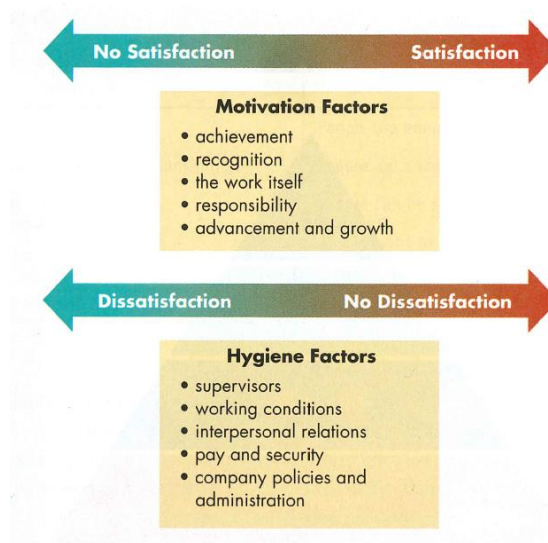 No Satisfaction Satisfaction
Motivation Factors
• achievement
• recognition
• the work itself
• responsibility
• advancement and growth
Dissatisfaction No Dissatisfaction
Hygiene Factors
• supervisors
• working conditions
• interpersonal relations
• pay and security
• company policies and
administration